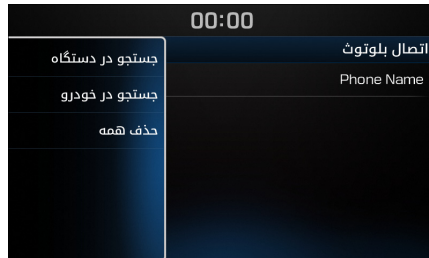 00:00
اتصال بلوتوث
Phone Name
جستجو در دستگاه
جستجو در خودرو
حذف همه